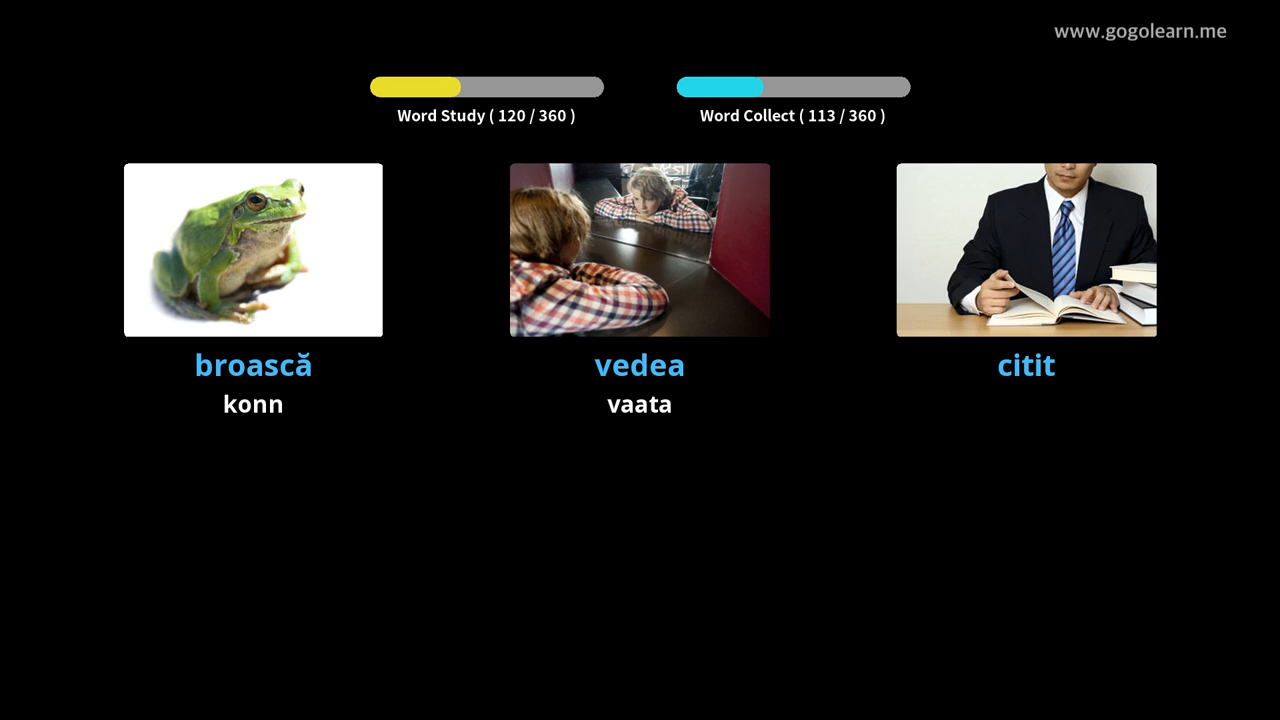 www.gogolearn.me
Word Study ( 120 / 360 )
Word Collect ( 113 / 360 )
broască
vedea
citit
konn
vaata